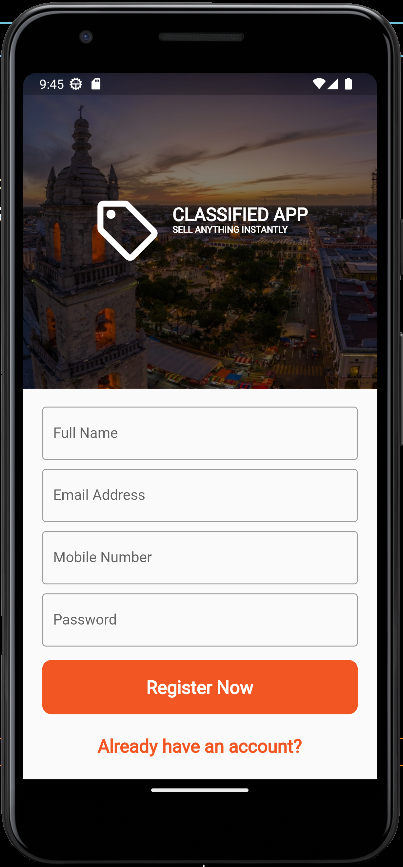 9:45
CLASSIFIED APP
SELL ANYTHING INSTANTLY
Full Name
Email Address
Mobile Number
Password
Register Now
Already have an account?